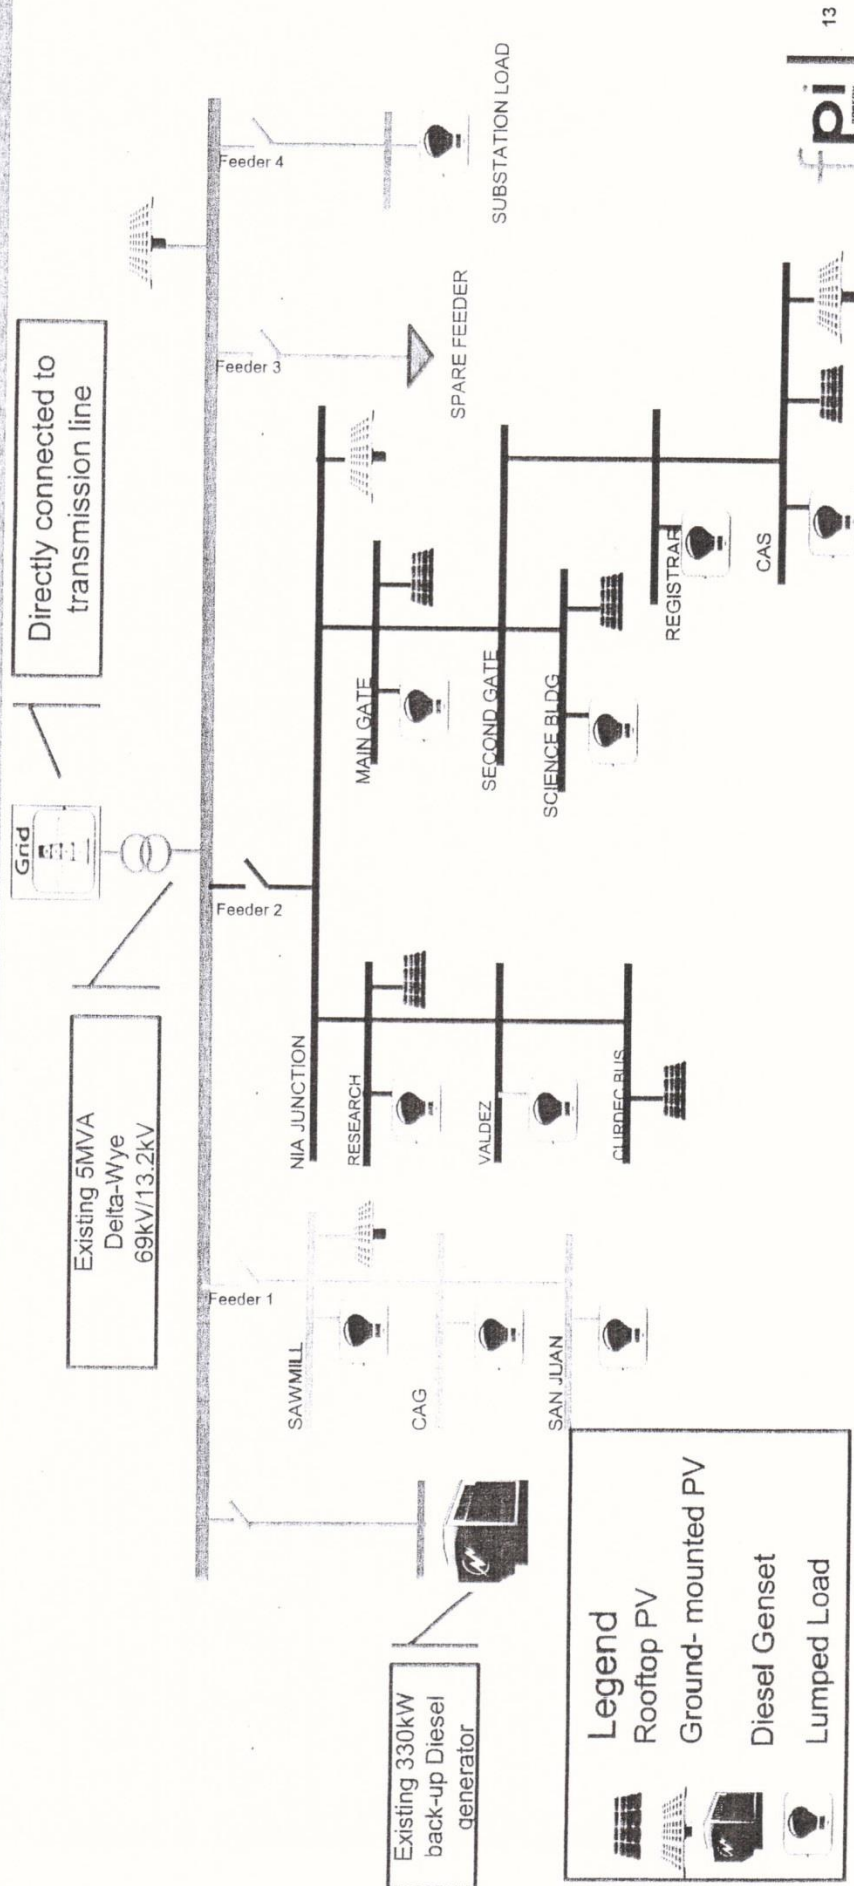 Directly connected to
transmission line
Grid
Existing 5MVA
Delta-Wye
69kV/13.2kV
Feeder 1
Feeder 2
Feeder 3
Feeder 4
SAWMILL
CAG
SAN JUAN
NIA JUNCTION
RESEARCH
VALDEZ
CLIRDEC BUS
MAIN GATE
SECOND GATE
SCIENCE BLDG
REGISTRAR
CAS
SPARE FEEDER
SUBSTATION LOAD
Existing 330kW
back-up Diesel
generator
Legend
Rooftop PV
Ground- mounted PV
Diesel Genset
Lumped Load
pi
13